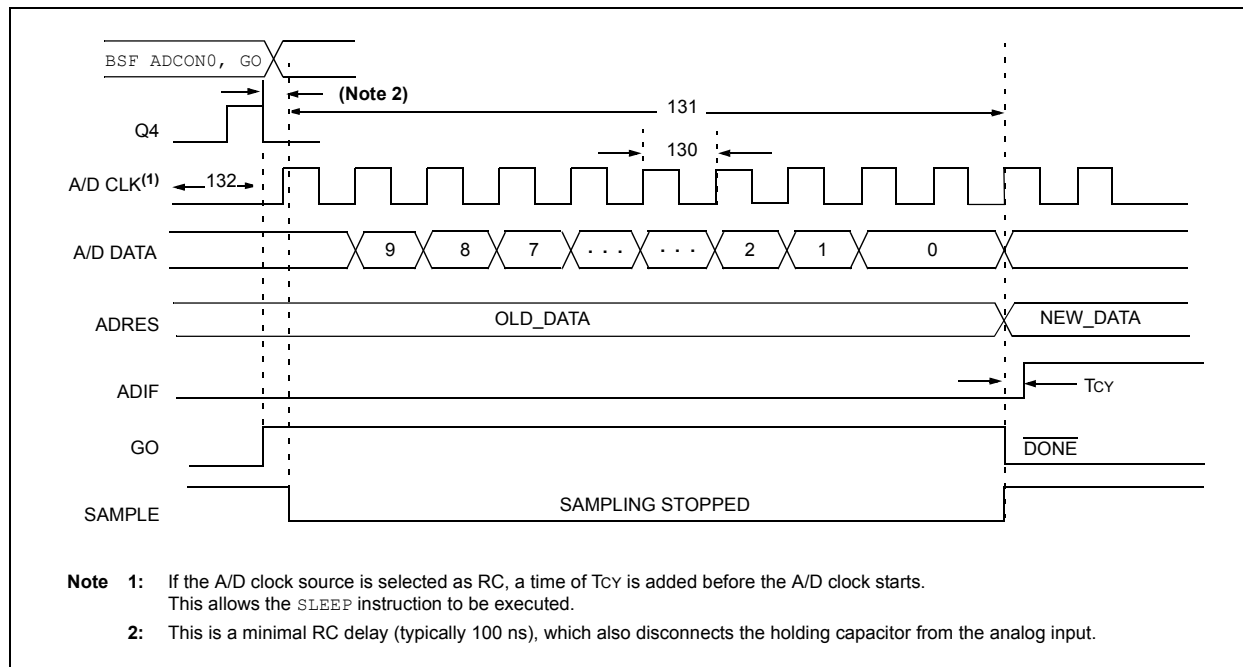 BSF ADCON0, GO
(Note 2)
131
Q4
130
A/D CLK(1)
132
A/D DATA
9 8 7 . . . . . . 2 1 0
ADRES
OLD_DATA
NEW_DATA
ADIF
TCY
GO
DONE
SAMPLE
SAMPLING STOPPED
Note 1: If the A/D clock source is selected as RC, a time of TCY is added before the A/D clock starts.
This allows the SLEEP instruction to be executed.
2: This is a minimal RC delay (typically 100 ns), which also disconnects the holding capacitor from the analog input.